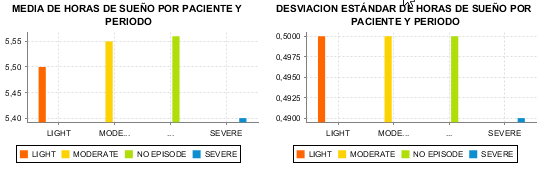 MEDIA DE HORAS DE SUEÑO POR PACIENTE Y
PERIODO
5,55
5,50
5,45
5,40
LIGHT MODE... ... SEVERE
LIGHT MODERATE NO EPISODE SEVERE
DESVIACION ESTÁNDAR DE HORAS DE SUEÑO POR
PACIENTE Y PERIODO
0,5000
0,4975
0,4950
0,4925
0,4900
LIGHT MODE... ... SEVERE
LIGHT MODERATE NO EPISODE SEVERE